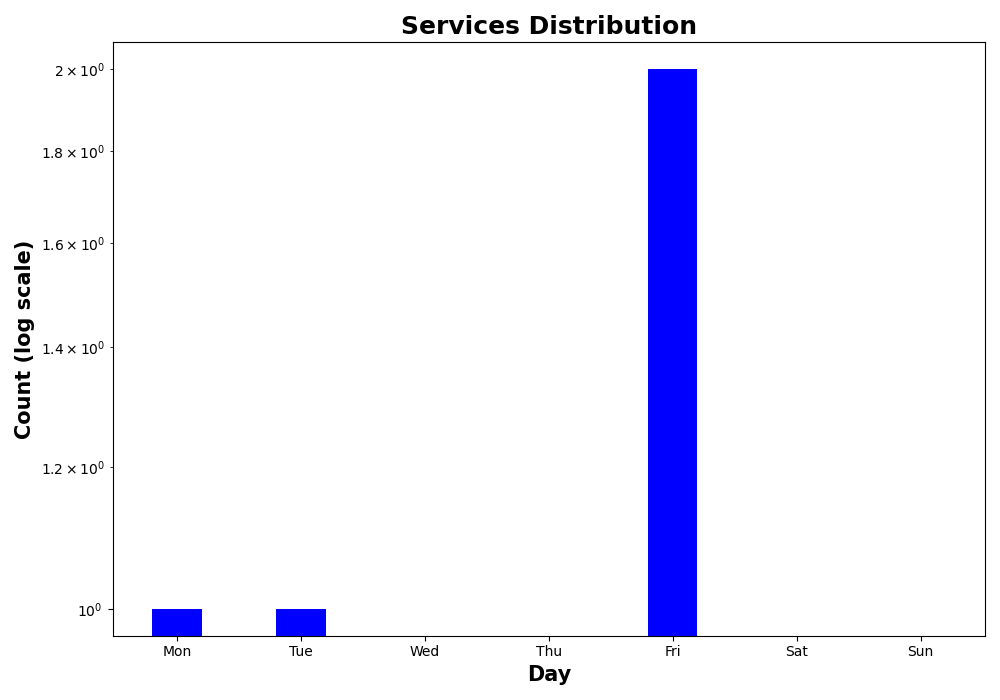 Services Distribution
Count (log scale)
2 × 10⁰
1.8 × 10⁰
1.6 × 10⁰
1.4 × 10⁰
1.2 × 10⁰
10⁰
Mon Tue Wed Thu Fri Sat Sun
Day